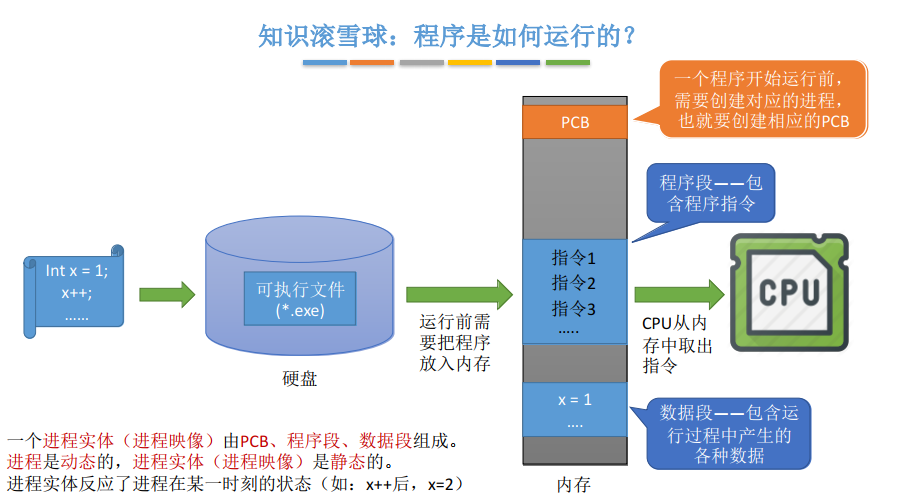 知识滚雪球：程序是如何运行的？
PCB
一个程序开始运行前，
需要创建对应的进程，
也就要创建相应的PCB
程序段——包
含程序指令
Int x = 1;
x++;
……
可执行文件
(*.exe)
硬盘
运行前需
要把程序
放入内存
指令1
指令2
指令3
…..
CPU从内
存中取出
指令
CPU
x = 1
….
数据段——包含运
行过程中产生的
各种数据
内存
一个进程实体（进程映像）由PCB、程序段、数据段组成。
进程是动态的，进程实体（进程映像）是静态的。
进程实体反应了进程在某一时刻的状态（如：x++后，x=2）